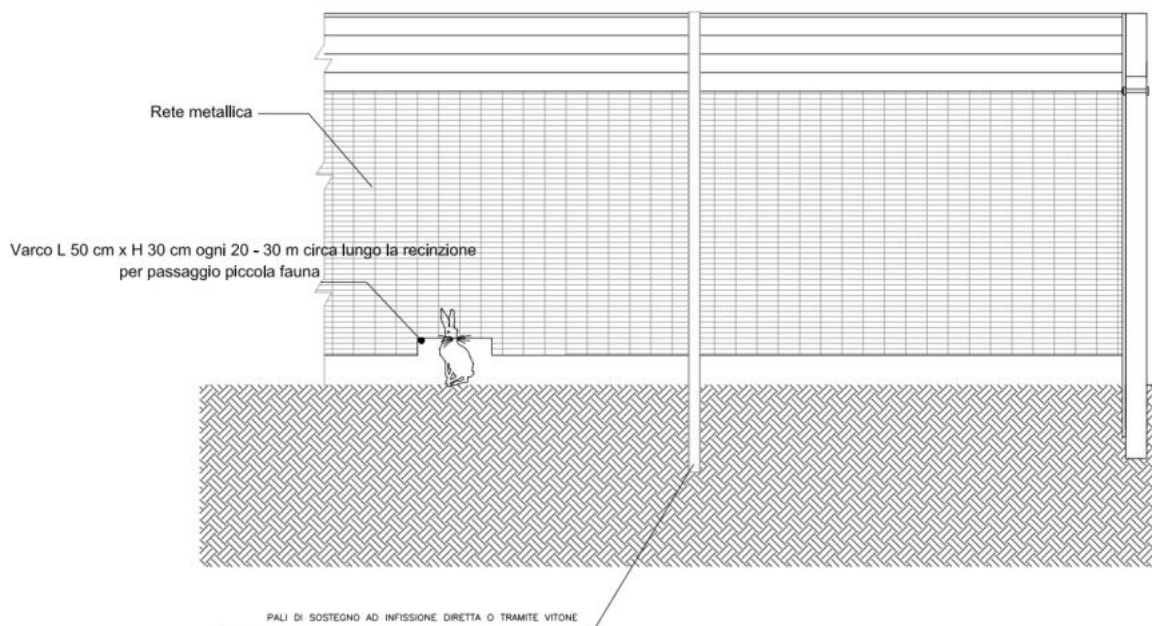 Rete metallica
Varco L 50 cm x H 30 cm ogni 20 - 30 m circa lungo la recinzione
per passaggio piccola fauna
PALI DI SOSTEGNO AD INFISSIONE DIRETTA O TRAMITE VITONE